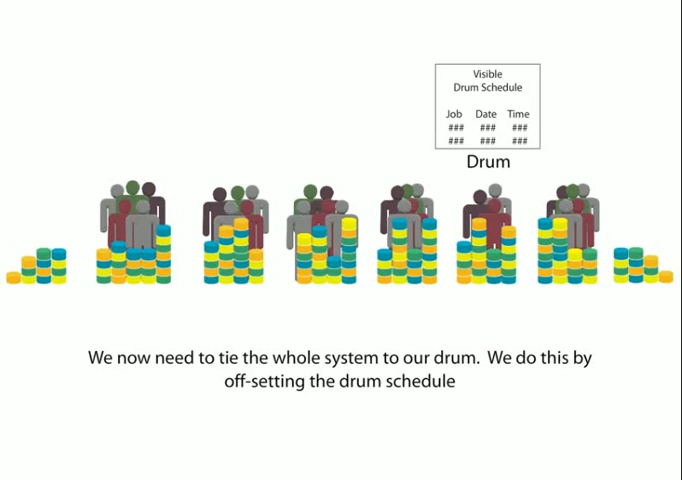 Visible
Drum Schedule
Job Date Time
### ### ###
### ### ###
Drum
We now need to tie the whole system to our drum. We do this by
off-setting the drum schedule